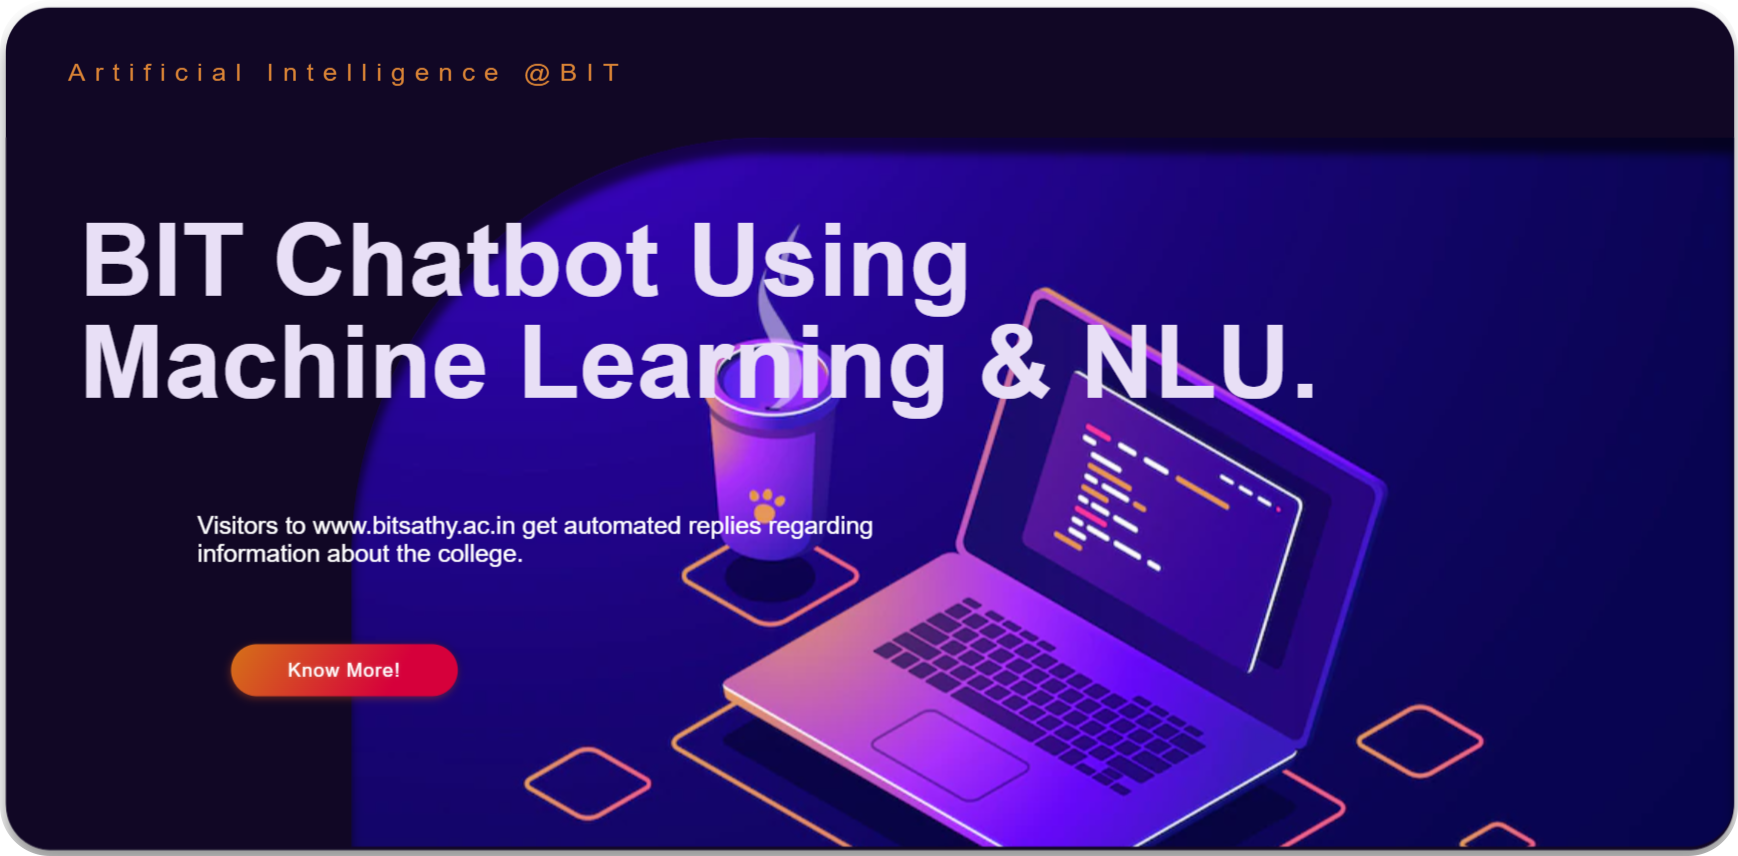 Artificial Intelligence @BIT
BIT Chatbot Using
Machine Learning & NLU.
Visitors to www.bitsathy.ac.in get automated replies regarding
information about the college.
Know More!